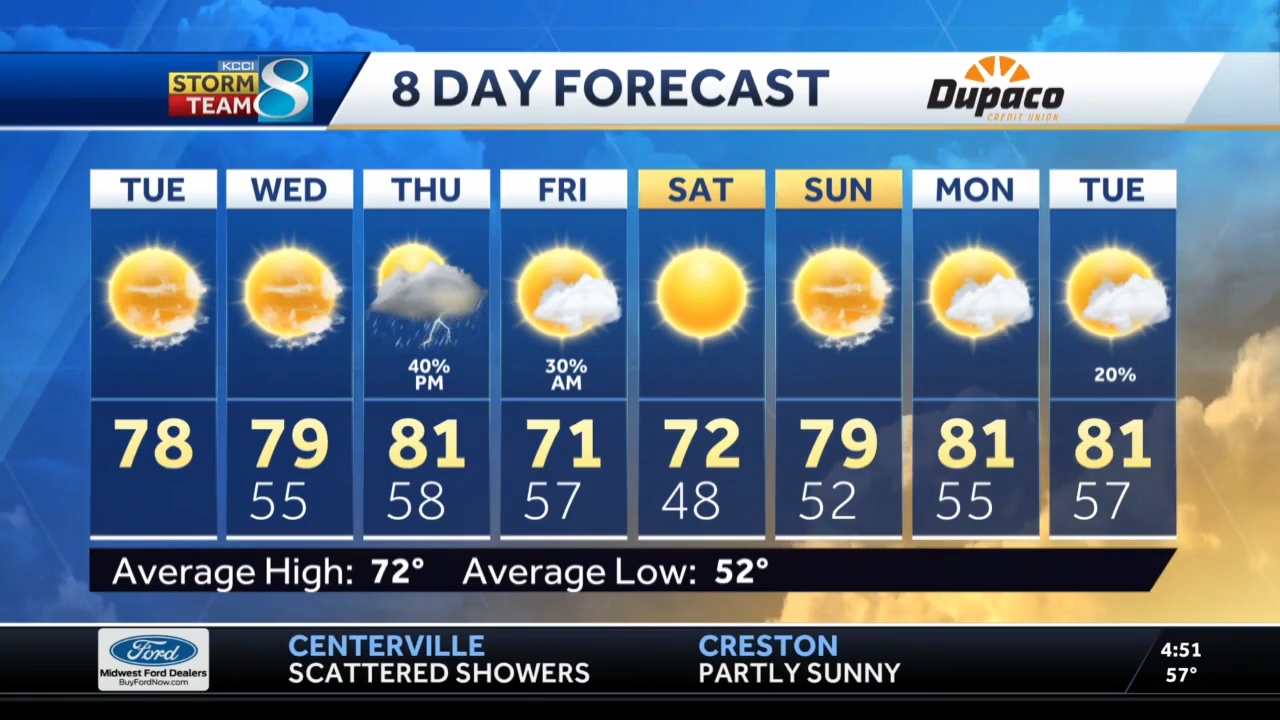 KCCI
STORM
TEAM 8
8 DAY FORECAST
Dupaco
CREDIT UNION
TUE WED THU FRI SAT SUN MON TUE
40% 30% 20%
PM AM
78 79 81 71 72 79 81 81
55 58 57 48 52 55 57
Average High: 72° Average Low: 52°
Ford
Midwest Ford Dealers
BuyFordNow.com
CENTERVILLE CRESTON
SCATTERED SHOWERS PARTLY SUNNY
4:51
57°